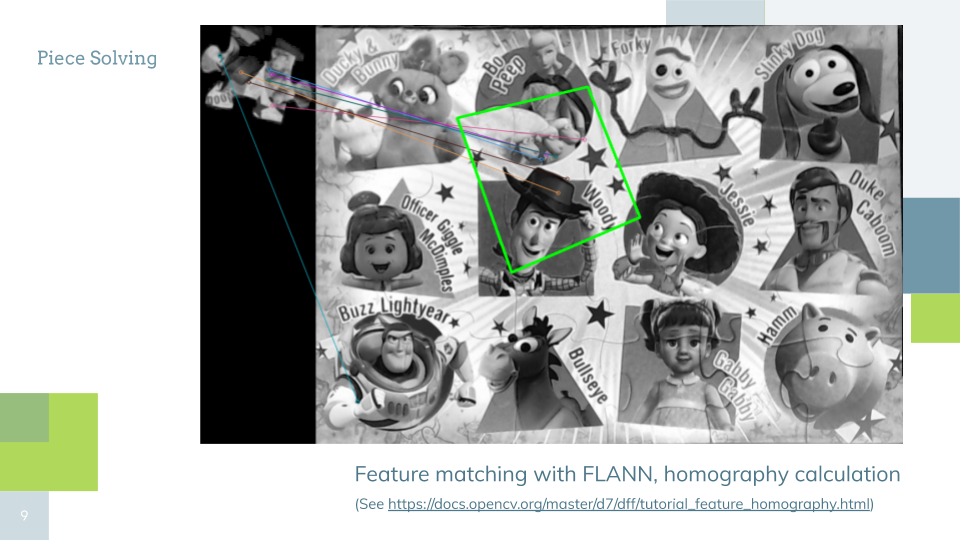 Piece Solving
Ducky &
Bunny
Bo
Peep
Forky
Slinky Dog
Officer Giggle
McDimples
Woody
Jessie
Duke
Caboom
Buzz Lightyear
Bullseye
Gabby
Gabby
Hamm
Feature matching with FLANN, homography calculation
(See https://docs.opencv.org/master/d7/dff/tutorial_feature_homography.html)
9